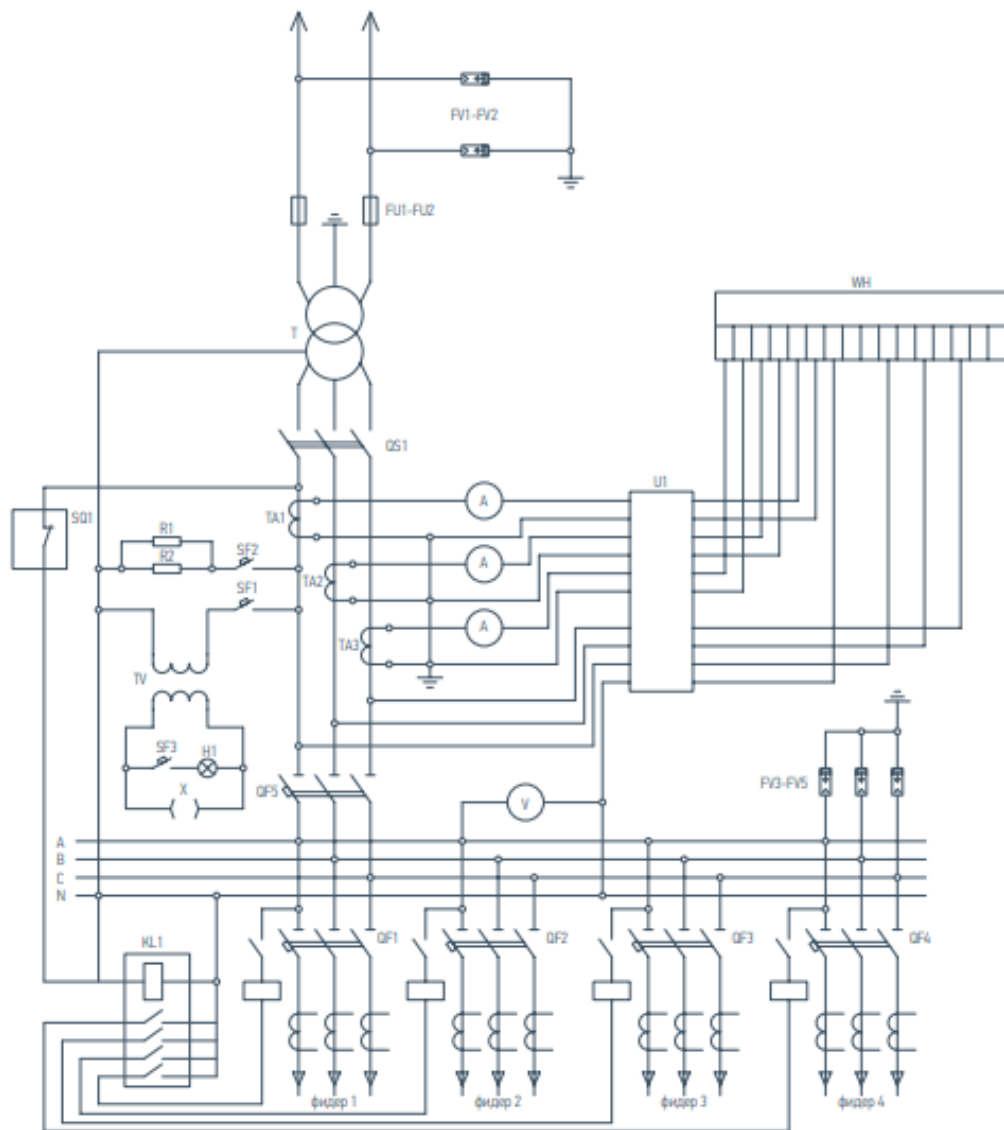 FV1-FV2
FU1-FU2
WH
T
QS1
U1
SQ1
R1
R2
SF2
SF1
TA1
A
TA2
A
TA3
A
TV
SF3
H1
X
QF5
V
FV3-FV5
A
B
C
N
KL1
QF1
QF2
QF3
QF4
фидер 1
фидер 2
фидер 3
фидер 4